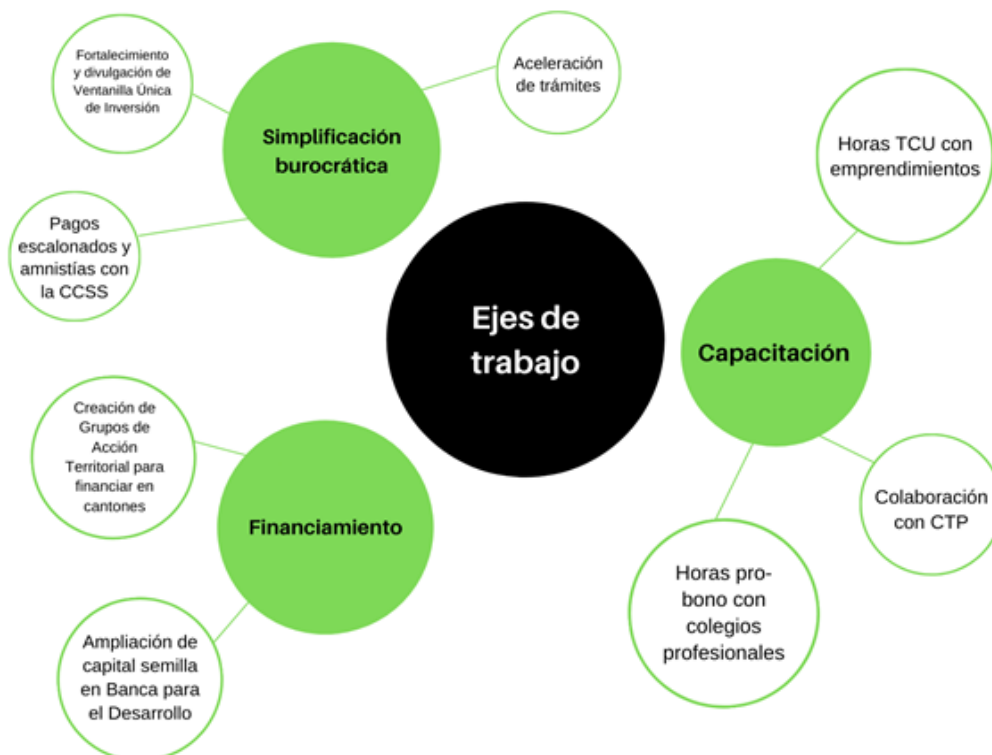 Fortalecimiento
y divulgación de
Ventanilla Única
de Inversión
Simplificación
burocrática
Aceleración
de trámites
Pagos
escalonados y
amnistías con
la CCSS
Ejes de
trabajo
Horas TCU con
emprendimientos
Capacitación
Colaboración
con CTP
Horas pro-
bono con
colegios
profesionales
Creación de
Grupos de
Acción
Territorial para
financiar en
cantones
Financiamiento
Ampliación de
capital semilla
en Banca para
el Desarrollo